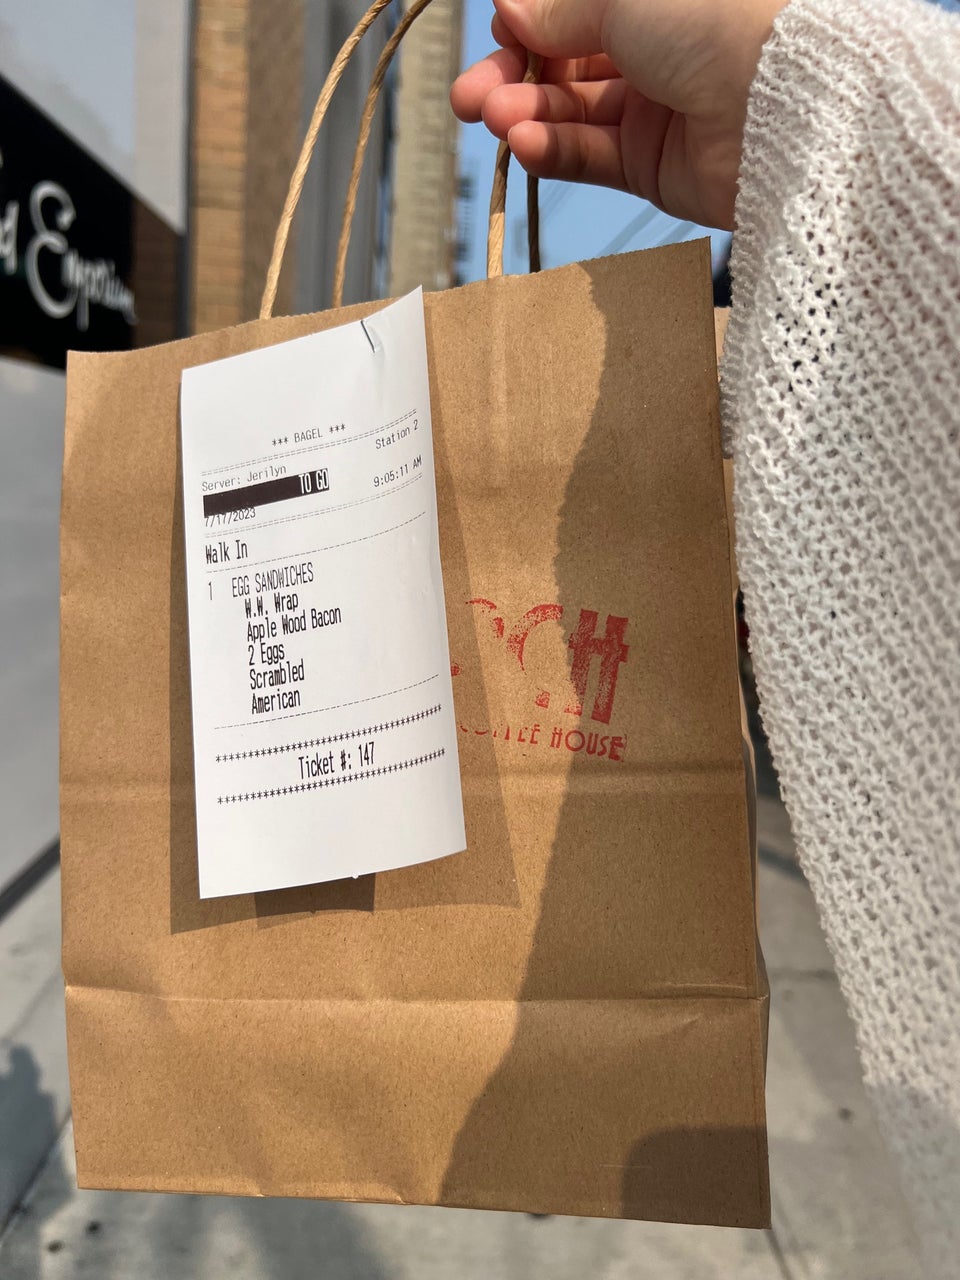 Emporium
*** BAGEL ***
Station 2
Server: Jerilyn
TO GO
9:05:11 AM
7/17/2023
Walk In
1 EGG SANDWICHES
W.W. Wrap
Apple Wood Bacon
2 Eggs
Scrambled
American
Ticket #: 147
HOUSE